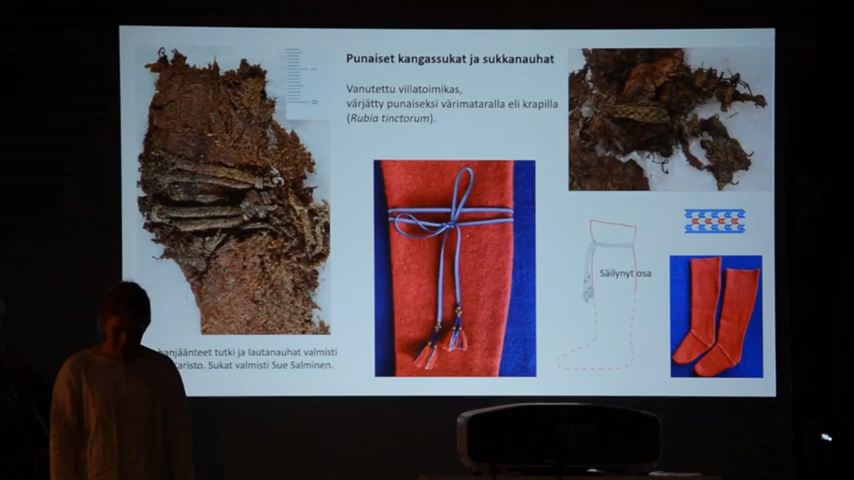 Punaiset kangassukat ja sukkanauhat
Vanutettu villatoimikas,
värjätty punaiseksi värimataralla eli krapilla
(Rubia tinctorum).
Säilynyt osa
tutki ja lautanauhat valmisti
Sukat valmisti Sue Salminen.